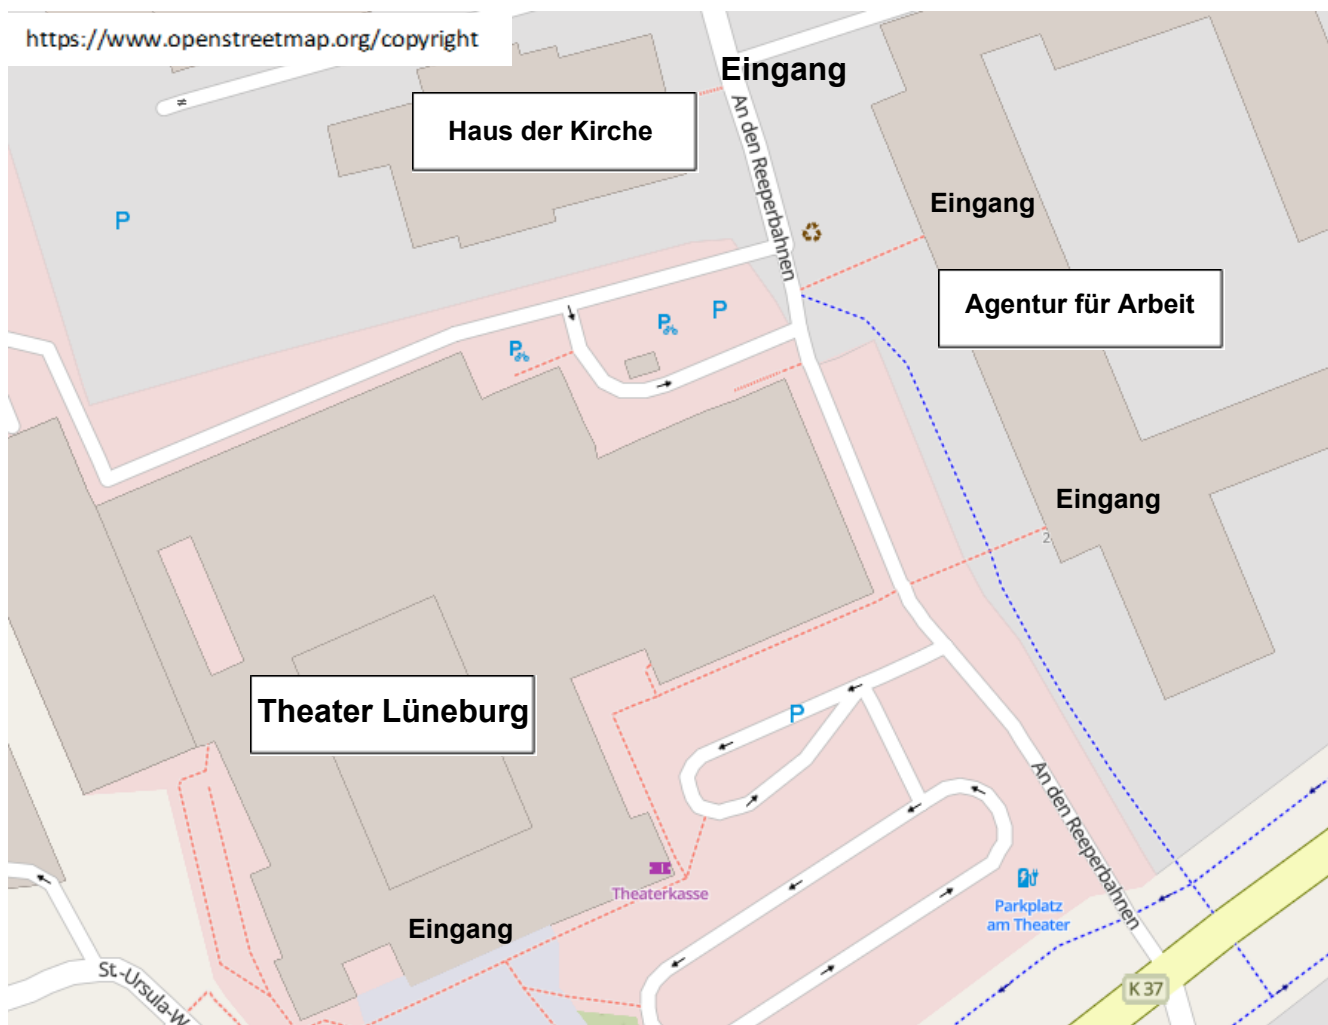 https://www.openstreetmap.org/copyright
Eingang
Haus der Kirche
An den Reeperbahnen
P
Eingang
Agentur für Arbeit
P
P
P
Eingang
2
Theater Lüneburg
P
An den Reeperbahnen
Theaterkasse
Parkplatz
am Theater
Eingang
St.-Ursula-W
K 37